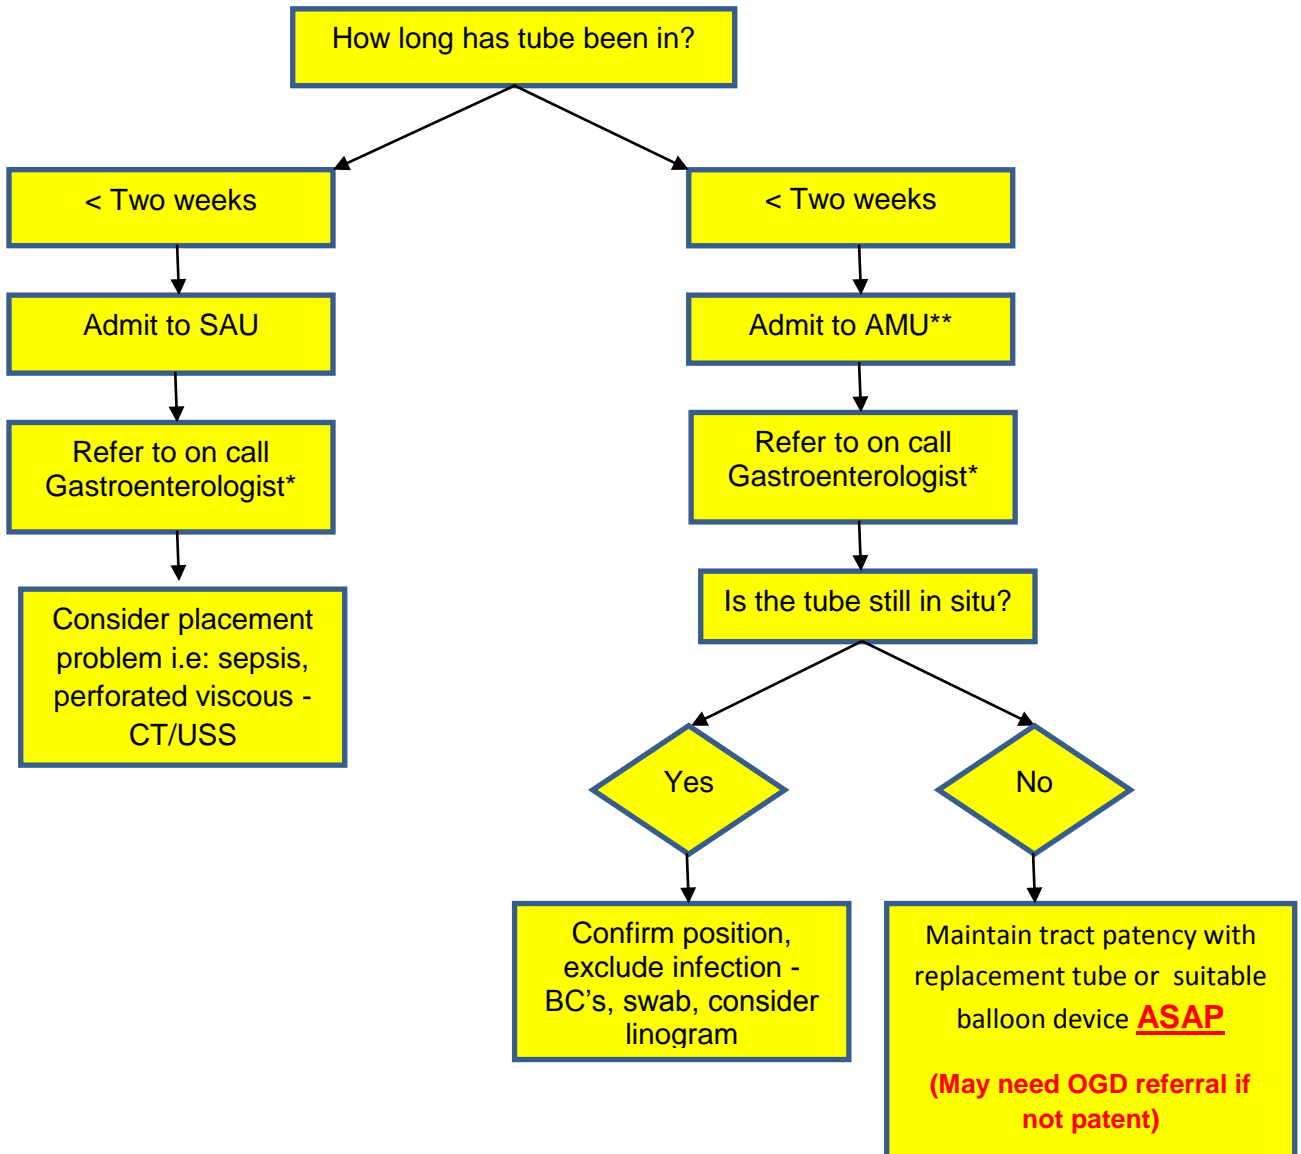 How long has tube been in?
< Two weeks
< Two weeks
Admit to SAU
Admit to AMU**
Refer to on call
Gastroenterologist*
Refer to on call
Gastroenterologist*
Consider placement
problem i.e: sepsis,
perforated viscous -
CT/USS
Is the tube still in situ?
Yes
No
Confirm position,
exclude infection -
BC’s, swab, consider
linogram
Maintain tract patency with
replacement tube or suitable
balloon device ASAP
(May need OGD referral if
not patent)